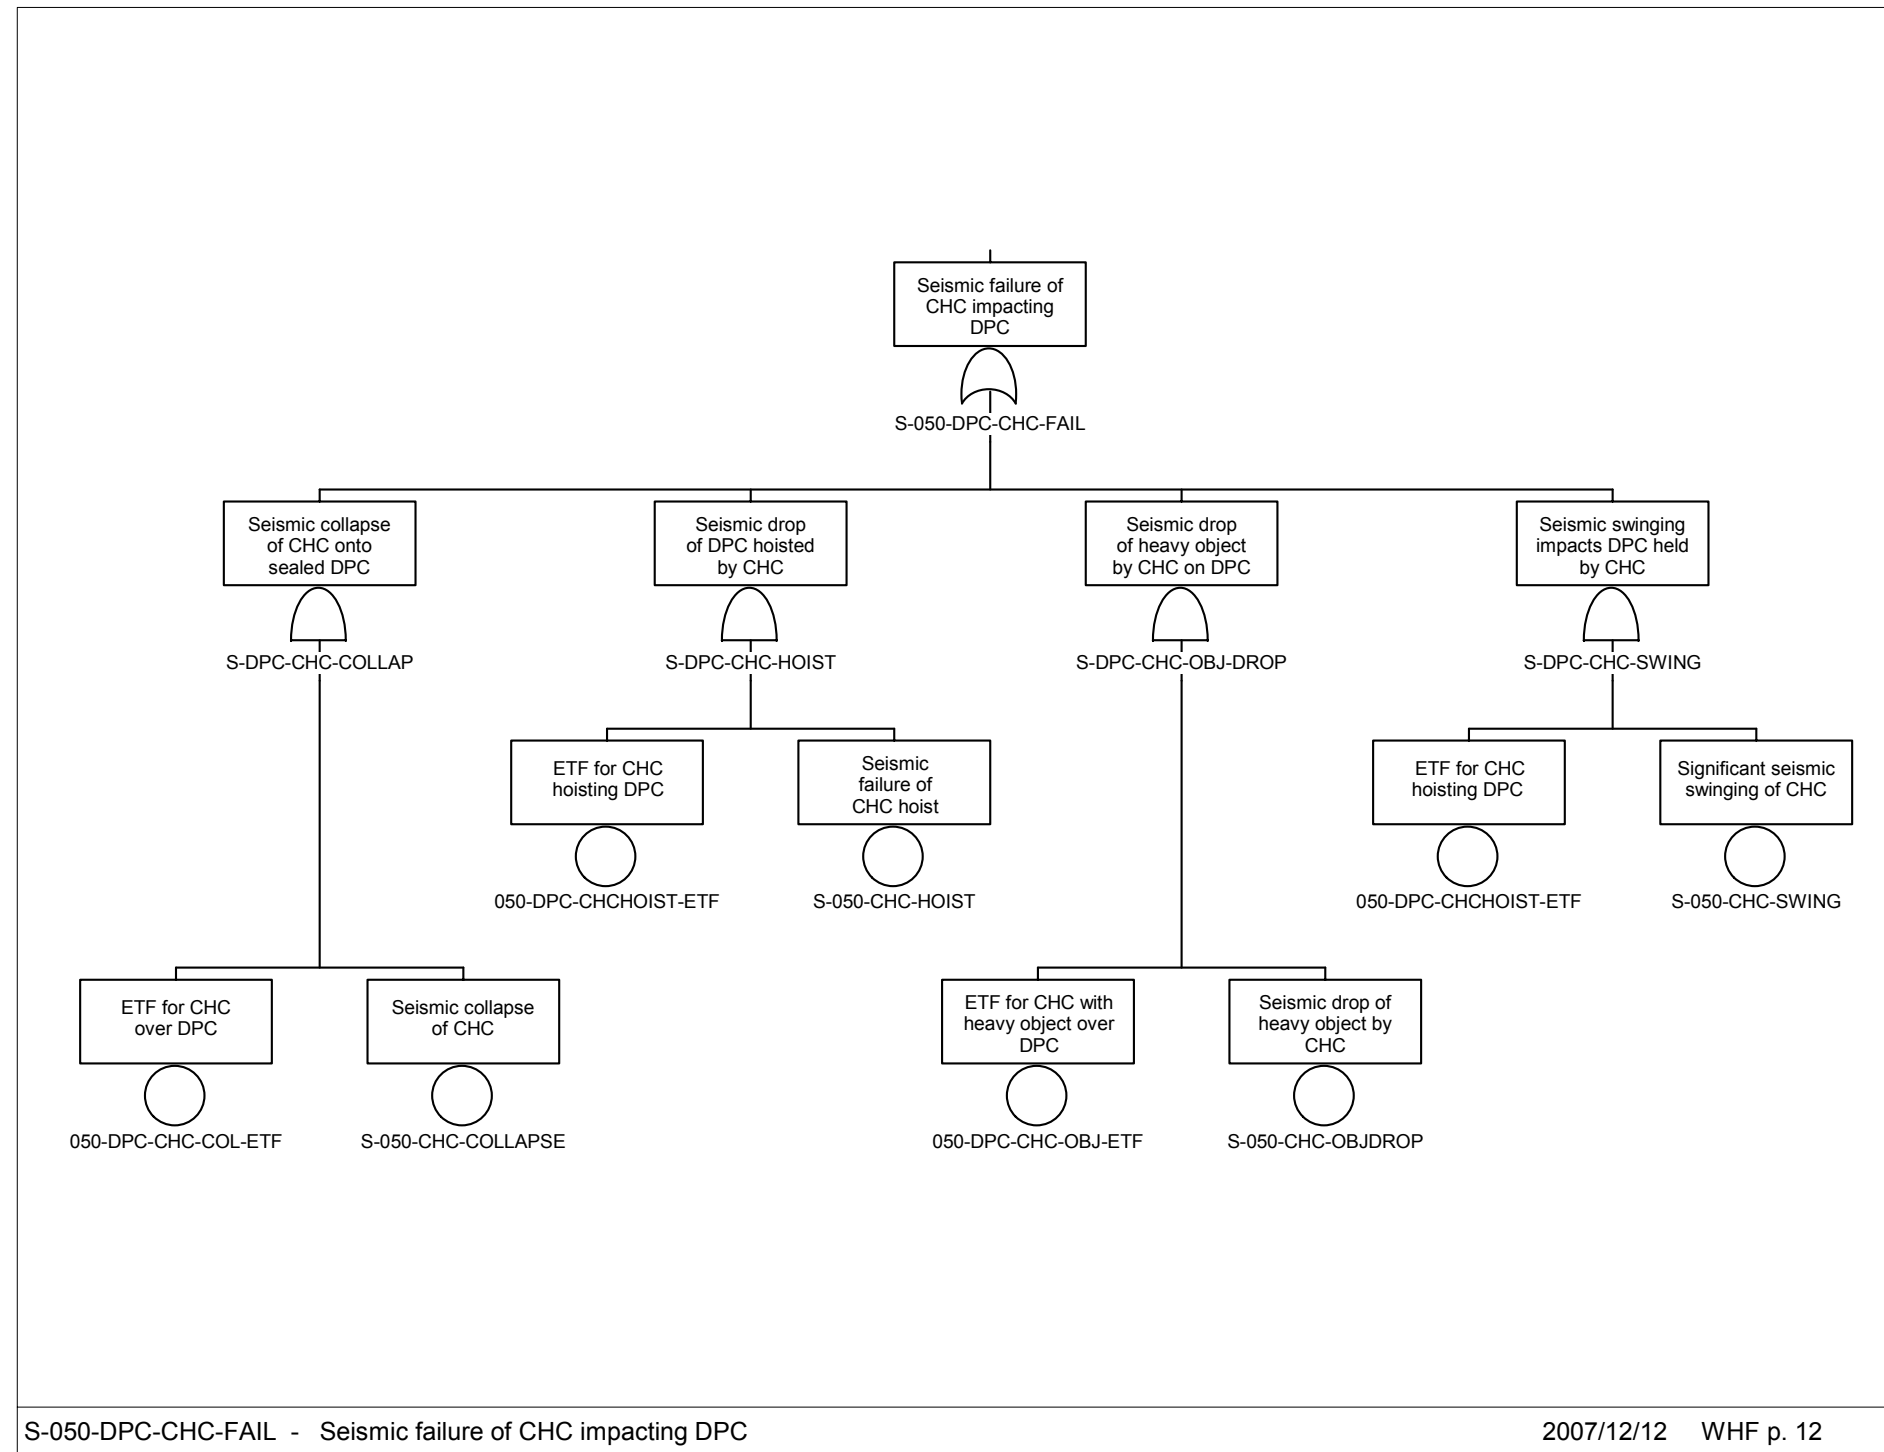 Seismic failure of
CHC impacting
DPC
S-050-DPC-CHC-FAIL
Seismic collapse
of CHC onto
sealed DPC
S-DPC-CHC-COLLAP
Seismic drop
of DPC hoisted
by CHC
S-DPC-CHC-HOIST
Seismic drop
of heavy object
by CHC on DPC
S-DPC-CHC-OBJ-DROP
Seismic swinging
impacts DPC held
by CHC
S-DPC-CHC-SWING
ETF for CHC
hoisting DPC
050-DPC-CHCHOIST-ETF
Seismic
failure of
CHC hoist
S-050-CHC-HOIST
ETF for CHC
hoisting DPC
050-DPC-CHCHOIST-ETF
Significant seismic
swinging of CHC
S-050-CHC-SWING
ETF for CHC
over DPC
050-DPC-CHC-COL-ETF
Seismic collapse
of CHC
S-050-CHC-COLLAPSE
ETF for CHC with
heavy object over
DPC
050-DPC-CHC-OBJ-ETF
Seismic drop of
heavy object by
CHC
S-050-CHC-OBJDROP
S-050-DPC-CHC-FAIL - Seismic failure of CHC impacting DPC
2007/12/12 WHF p. 12